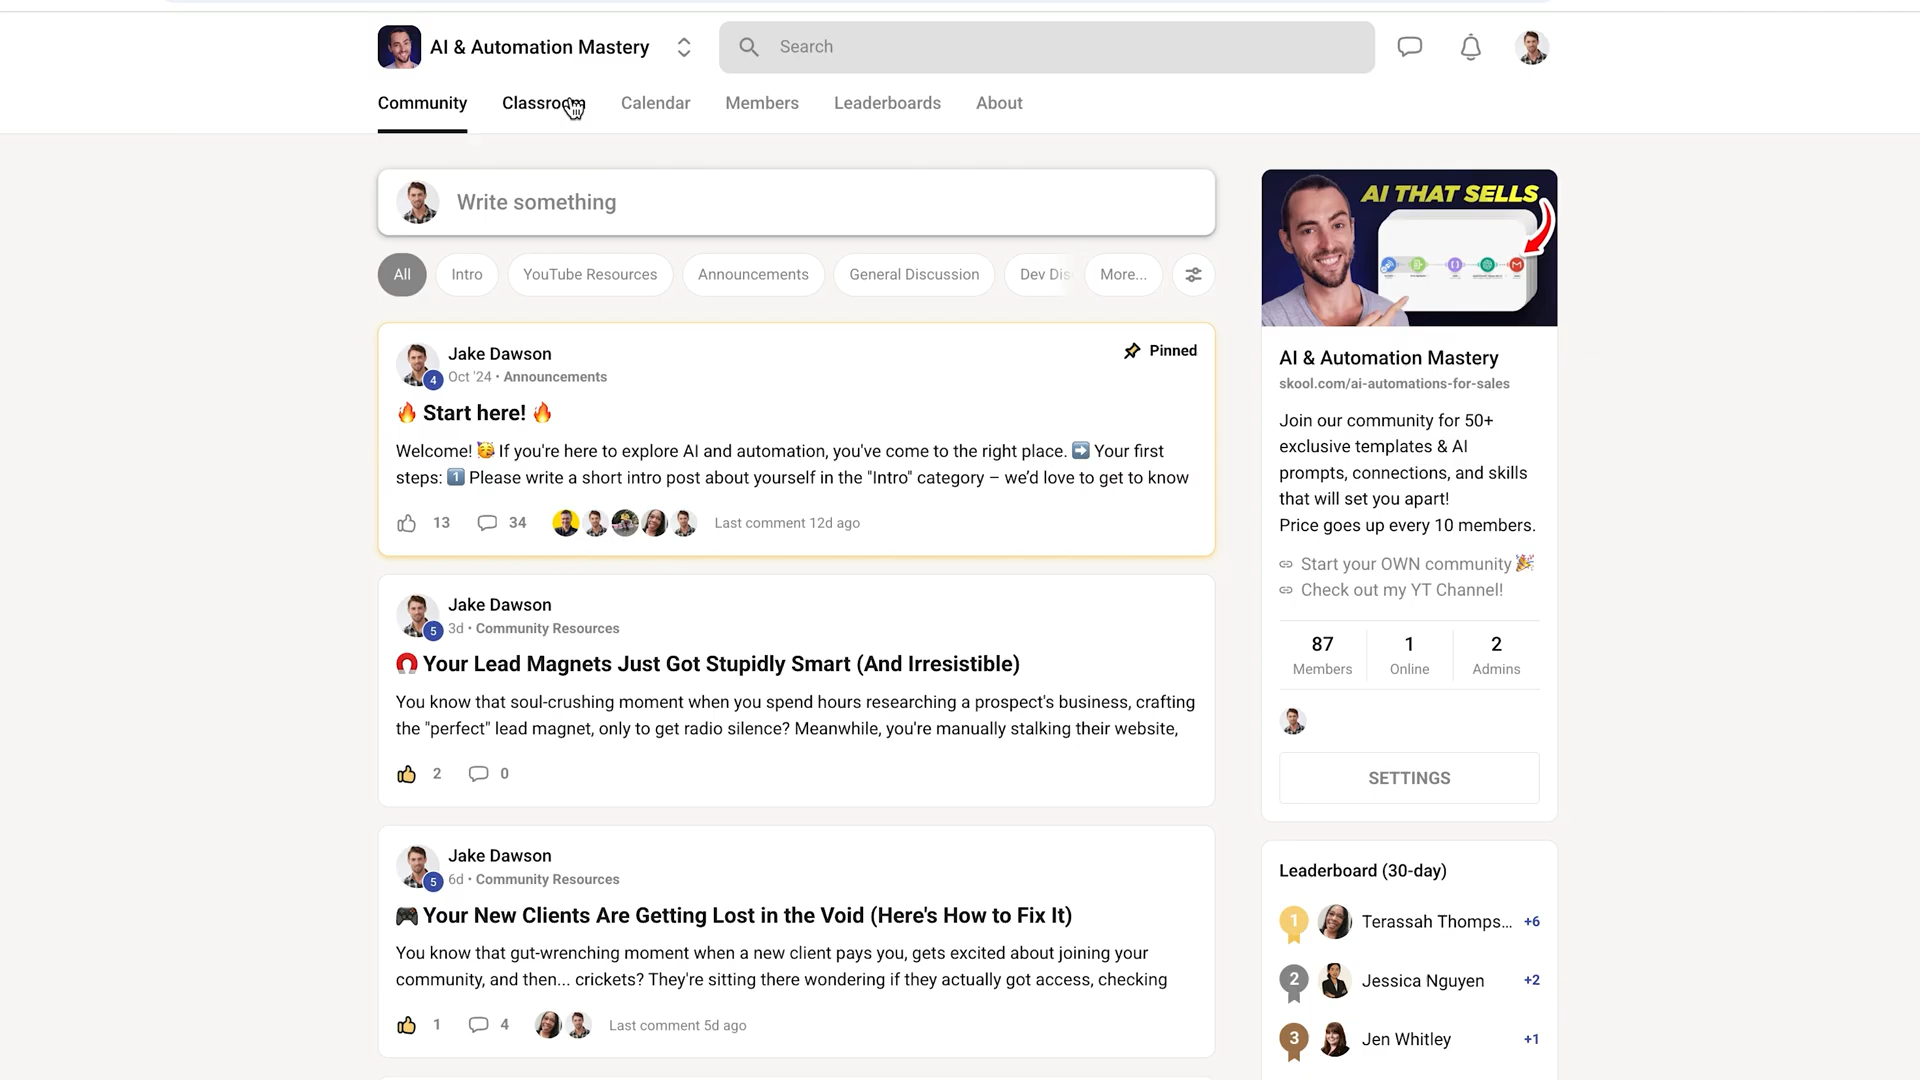 AI & Automation Mastery
Search
Community
Classroom
Calendar
Members
Leaderboards
About
Write something
All
Intro
YouTube Resources
Announcements
General Discussion
Dev Dis
More...
Jake Dawson
Pinned
4
Oct '24 • Announcements
🔥 Start here! 🔥
Welcome! 🥳 If you're here to explore AI and automation, you've come to the right place. ➡️ Your first
steps: 1️⃣ Please write a short intro post about yourself in the "Intro" category – we'd love to get to know
13
34
Last comment 12d ago
Jake Dawson
5
3d • Community Resources
🧲 Your Lead Magnets Just Got Stupidly Smart (And Irresistible)
You know that soul-crushing moment when you spend hours researching a prospect's business, crafting
the "perfect" lead magnet, only to get radio silence? Meanwhile, you're manually stalking their website,
2
0
Jake Dawson
5
6d • Community Resources
🎮 Your New Clients Are Getting Lost in the Void (Here's How to Fix It)
You know that gut-wrenching moment when a new client pays you, gets excited about joining your
community, and then... crickets? They're sitting there wondering if they actually got access, checking
1
4
Last comment 5d ago
AI THAT SELLS
AI & Automation Mastery
skool.com/ai-automations-for-sales
Join our community for 50+
exclusive templates & AI
prompts, connections, and skills
that will set you apart!
Price goes up every 10 members.
Start your OWN community 🎉
Check out my YT Channel!
87
Members
1
Online
2
Admins
SETTINGS
Leaderboard (30-day)
1
Terassah Thomps...
+6
2
Jessica Nguyen
+2
3
Jen Whitley
+1